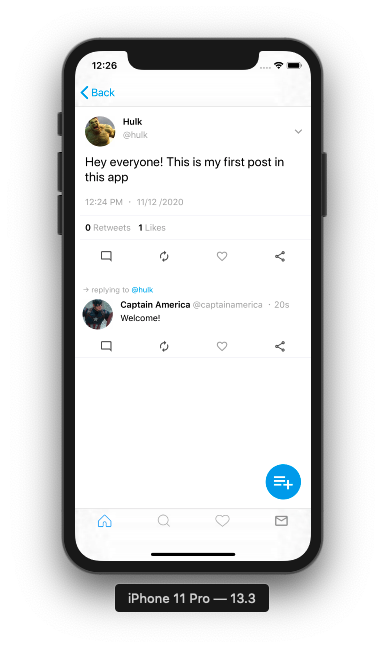 12:26
Back
Hulk
@hulk
Hey everyone! This is my first post in
this app
12:24 PM · 11/12 /2020
0 Retweets 1 Likes
→ replying to @hulk
Captain America @captainamerica · 20s
Welcome!
iPhone 11 Pro — 13.3